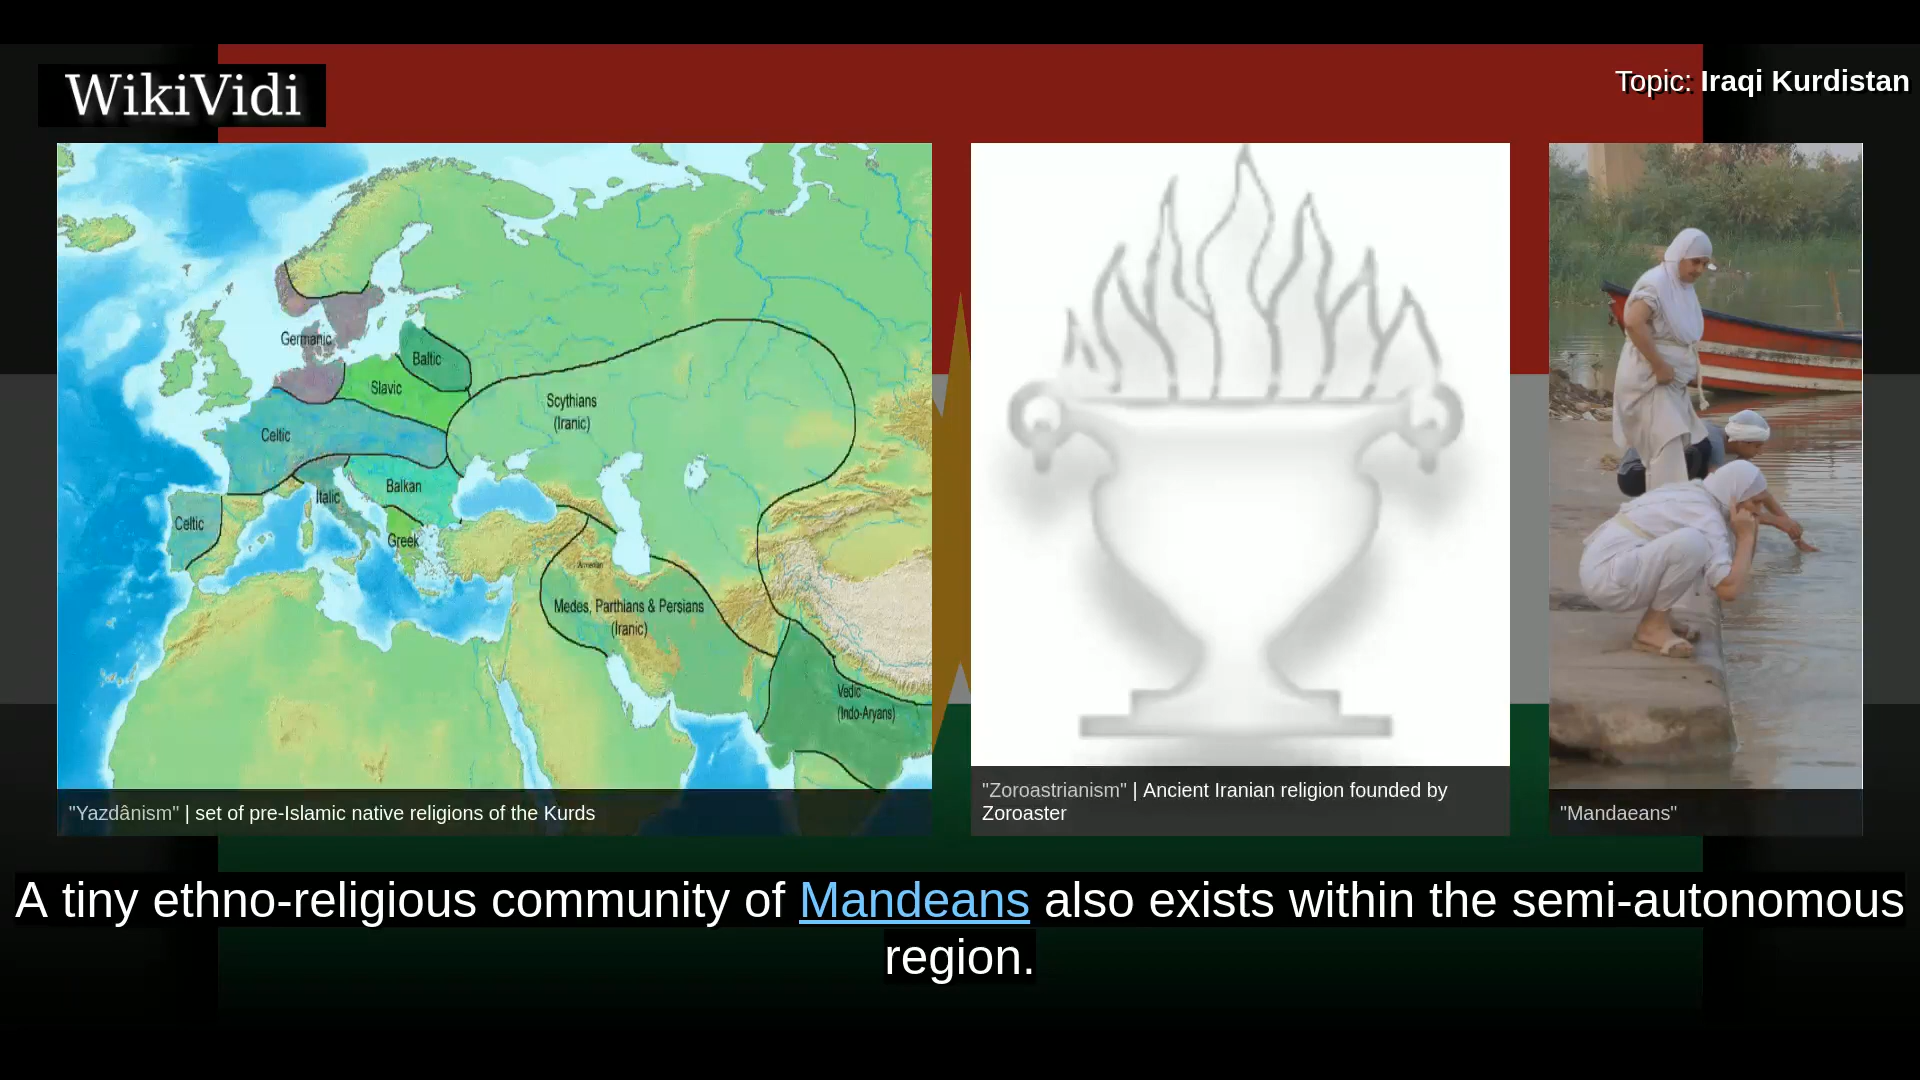 WikiVidi
Topic: Iraqi Kurdistan
Germanic
Baltic
Slavic
Scythians
(Iranic)
Celtic
Balkan
Italic
Celtic
Greek
Armenian
Medes, Parthians & Persians
(Iranic)
Vedic
(Indo-Aryans)
"Yazdânism" | set of pre-Islamic native religions of the Kurds
"Zoroastrianism" | Ancient Iranian religion founded by
Zoroaster
"Mandaeans"
A tiny ethno-religious community of Mandeans also exists within the semi-autonomous
region.